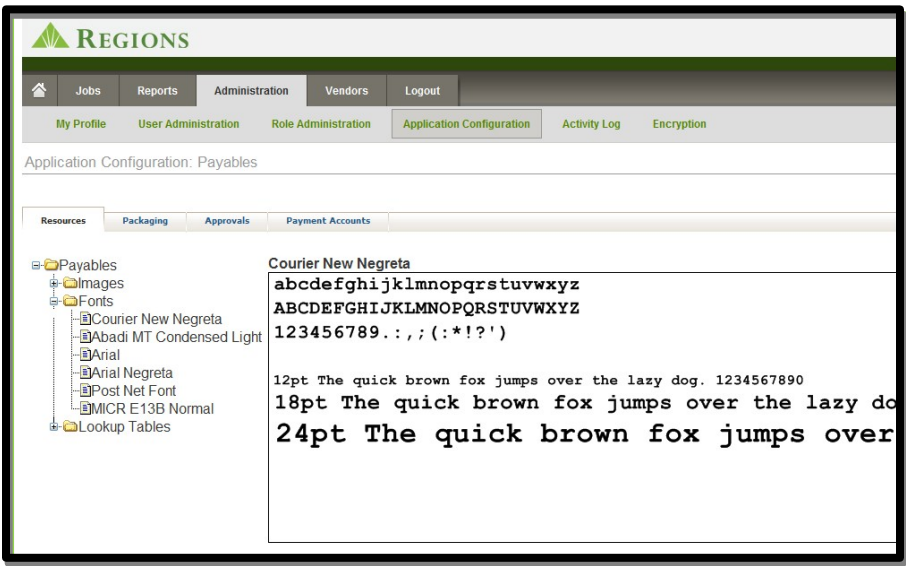 REGIONS
Jobs Reports Administration Vendors Logout
My Profile User Administration Role Administration Application Configuration Activity Log Encryption
Application Configuration: Payables
Resources Packaging Approvals Payment Accounts
Payables
Images
Fonts
Courier New Negreta
Abadi MT Condensed Light
Arial
Arial Negreta
Post Net Font
MICR E13B Normal
Lookup Tables
Courier New Negreta
abcdefghijklmnopqrstuvwxyz
ABCDEFGHIJKLMNOPQRSTUVWXYZ
123456789.:,;(:*!?')
12pt The quick brown fox jumps over the lazy dog. 1234567890
18pt The quick brown fox jumps over the lazy do
24pt The quick brown fox jumps over